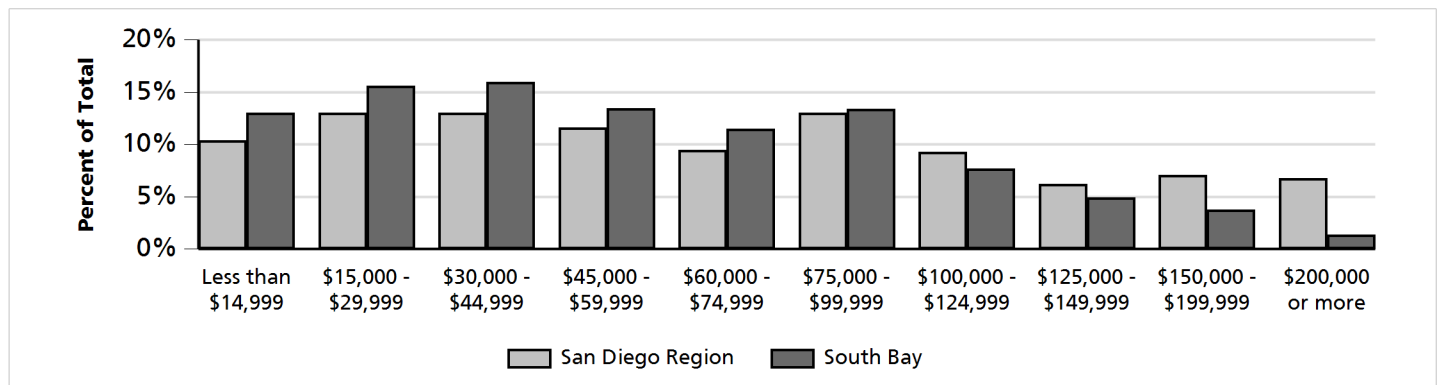 Percent of Total
20%
15%
10%
5%
0%
Less than $14,999
$15,000 - $29,999
$30,000 - $44,999
$45,000 - $59,999
$60,000 - $74,999
$75,000 - $99,999
$100,000 - $124,999
$125,000 - $149,999
$150,000 - $199,999
$200,000 or more
San Diego Region
South Bay